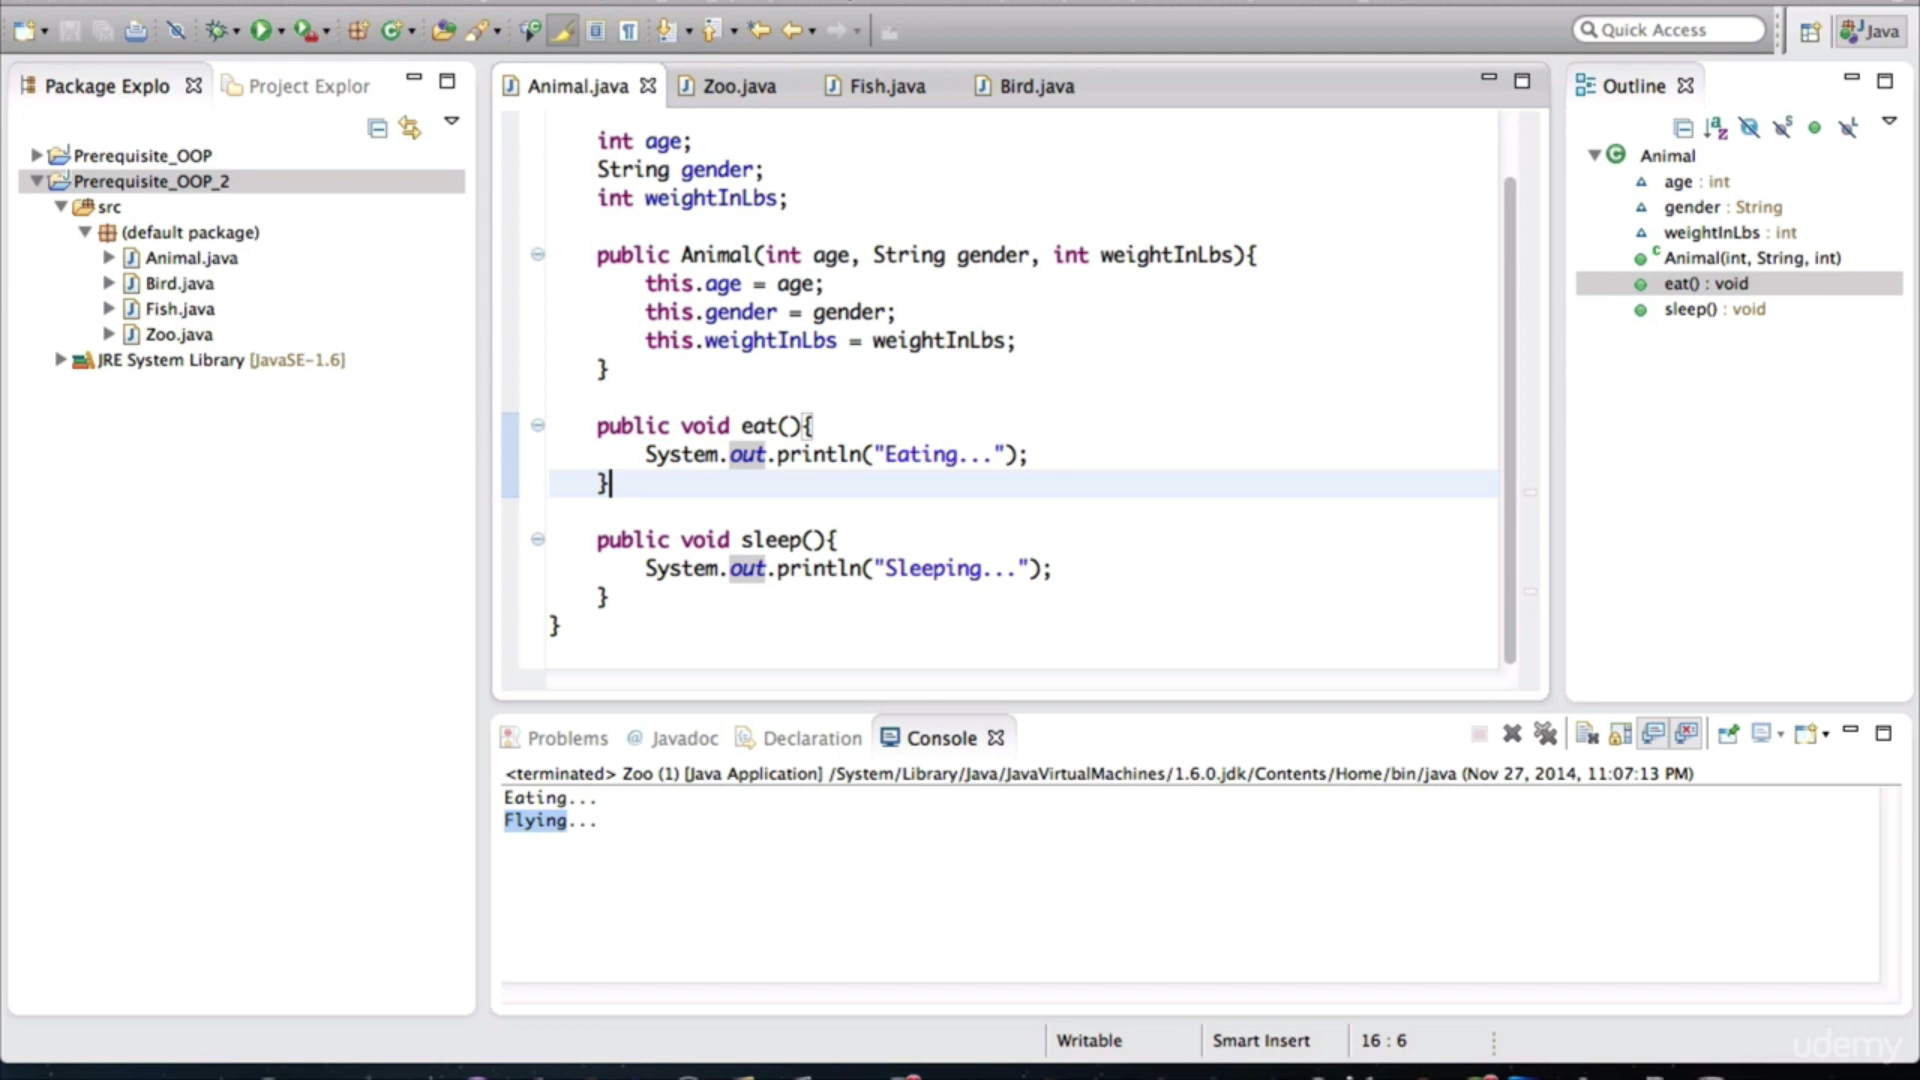 Quick Access
Java
Package Explo
Project Explor
Prerequisite_OOP
Prerequisite_OOP_2
src
(default package)
Animal.java
Bird.java
Fish.java
Zoo.java
JRE System Library [JavaSE-1.6]
Animal.java
Zoo.java
Fish.java
Bird.java
int age;
String gender;
int weightInLbs;
public Animal(int age, String gender, int weightInLbs){
this.age = age;
this.gender = gender;
this.weightInLbs = weightInLbs;
}
public void eat(){
System.out.println("Eating...");
}
public void sleep(){
System.out.println("Sleeping...");
}
}
Outline
Animal
age : int
gender : String
weightInLbs : int
Animal(int, String, int)
eat() : void
sleep() : void
Problems
@ Javadoc
Declaration
Console
<terminated> Zoo (1) [Java Application] /System/Library/Java/JavaVirtualMachines/1.6.0.jdk/Contents/Home/bin/java (Nov 27, 2014, 11:07:13 PM)
Eating...
Flying...
Writable
Smart Insert
16 : 6
udemy